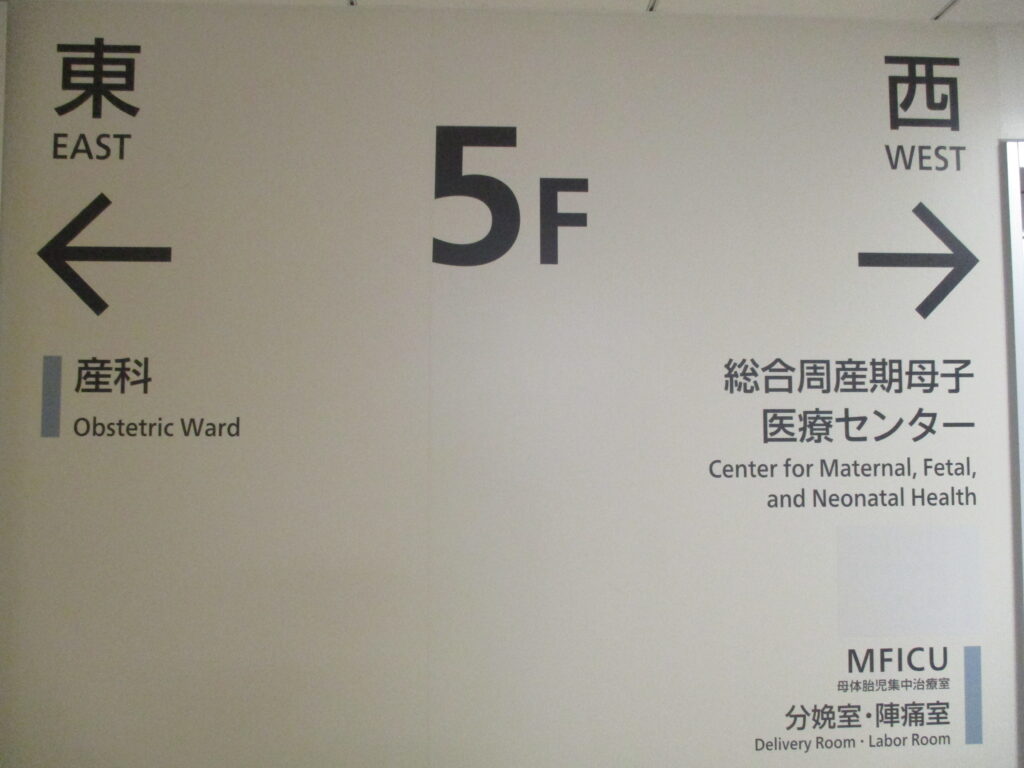 東
EAST
5F
西
WEST
産科
Obstetric Ward
総合周産期母子
医療センター
Center for Maternal, Fetal,
and Neonatal Health
MFICU
母体胎児集中治療室
分娩室・陣痛室
Delivery Room · Labor Room